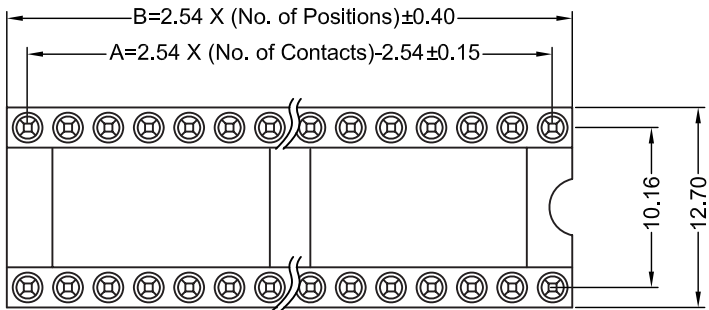 B=2.54 X (No. of Positions)±0.40
A=2.54 X (No. of Contacts)-2.54±0.15
10.16
12.70